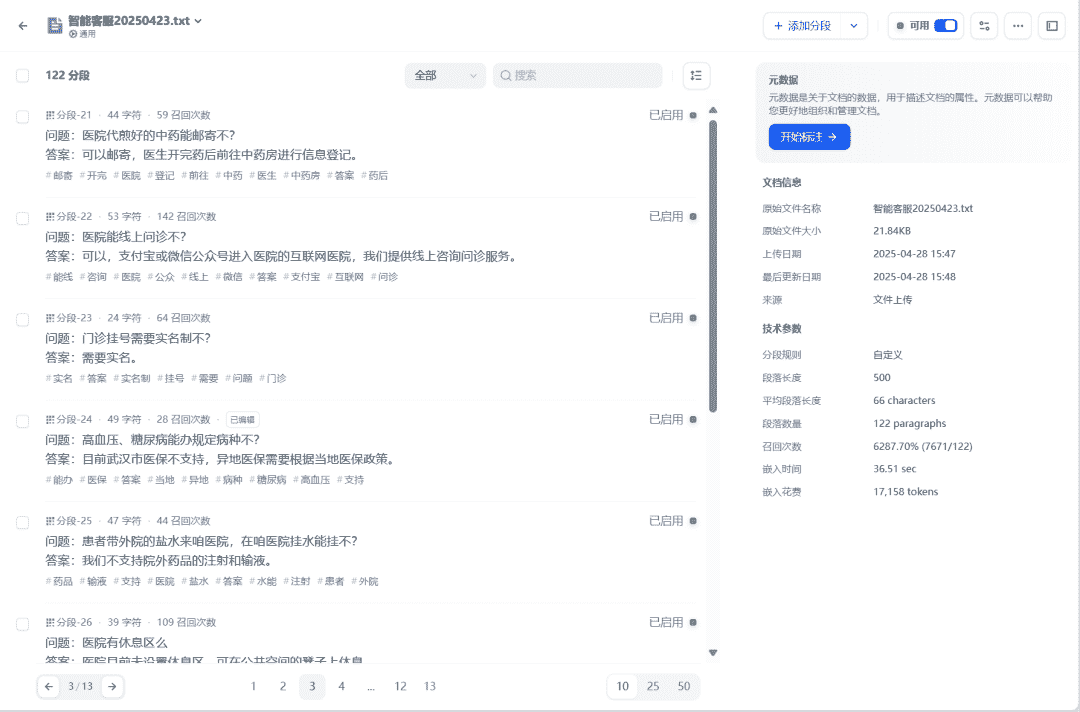 智能客服20250423.txt
通用
添加分段
可用
122 分段
全部
搜索
分段-21 · 44 字符 · 59 召回次数
已启用
问题：医院代煎好的中药能邮寄不?
答案：可以邮寄，医生开完药后前往中药房进行信息登记。
#邮寄 #开完 #医院 #登记 #前往 #中药 #医生 #中药房 #答案 #药后
分段-22 · 53 字符 · 142 召回次数
已启用
问题：医院能线上问诊不?
答案：可以，支付宝或微信公众号进入医院的互联网医院，我们提供线上咨询问诊服务。
#能线 #咨询 #医院 #公众 #线上 #微信 #答案 #支付宝 #互联网 #问诊
分段-23 · 24 字符 · 64 召回次数
已启用
问题：门诊挂号需要实名制不?
答案：需要实名。
#实名 #答案 #实名制 #挂号 #需要 #问题 #门诊
分段-24 · 49 字符 · 28 召回次数 · 已编辑
已启用
问题：高血压、糖尿病能办规定病种不?
答案：目前武汉市医保不支持，异地医保需要根据当地医保政策。
#能办 #医保 #答案 #当地 #异地 #病种 #糖尿病 #高血压 #支持
分段-25 · 47 字符 · 44 召回次数
已启用
问题：患者带外院的盐水来咱医院，在咱医院挂水能挂不?
答案：我们不支持院外药品的注射和输液。
#药品 #输液 #支持 #医院 #盐水 #答案 #水能 #注射 #患者 #外院
分段-26 · 39 字符 · 109 召回次数
已启用
问题：医院有休息区么
答案：医院目前未设置休息区，可在公共空间的凳子上休息
3 / 13
1 2 3 4 ... 12 13
10 25 50
元数据
元数据是关于文档的数据，用于描述文档的属性。元数据可以帮助
您更好地组织和管理文档。
开始标注
文档信息
原始文件名称 智能客服20250423.txt
原始文件大小 21.84KB
上传日期 2025-04-28 15:47
最后更新日期 2025-04-28 15:48
来源 文件上传
技术参数
分段规则 自定义
段落长度 500
平均段落长度 66 characters
段落数量 122 paragraphs
召回次数 6287.70% (7671/122)
嵌入时间 36.51 sec
嵌入花费 17,158 tokens